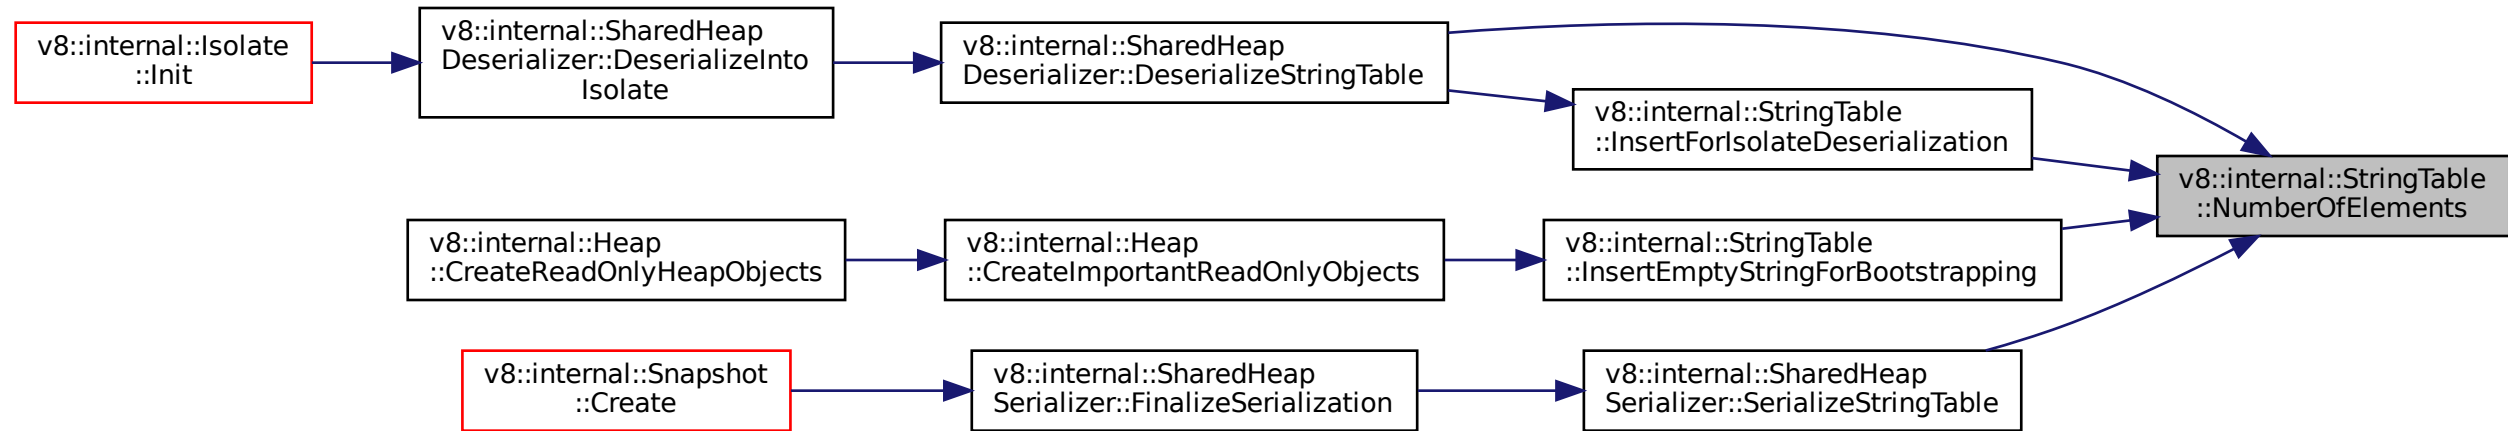 v8::internal::Isolate
::Init
v8::internal::SharedHeap
Deserializer::DeserializeInto
Isolate
v8::internal::SharedHeap
Deserializer::DeserializeStringTable
v8::internal::StringTable
::InsertForIsolateDeserialization
v8::internal::StringTable
::NumberOfElements
v8::internal::Heap
::CreateReadOnlyHeapObjects
v8::internal::Heap
::CreateImportantReadOnlyObjects
v8::internal::StringTable
::InsertEmptyStringForBootstrapping
v8::internal::Snapshot
::Create
v8::internal::SharedHeap
Serializer::FinalizeSerialization
v8::internal::SharedHeap
Serializer::SerializeStringTable